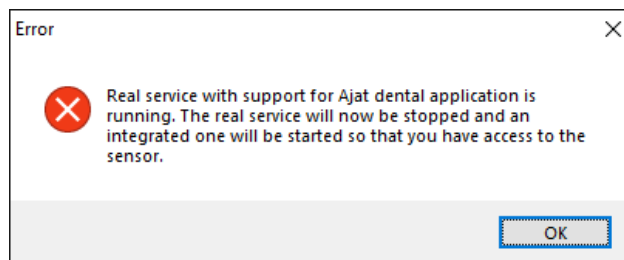 Error
Real service with support for Ajat dental application is
running. The real service will now be stopped and an
integrated one will be started so that you have access to the
sensor.
OK